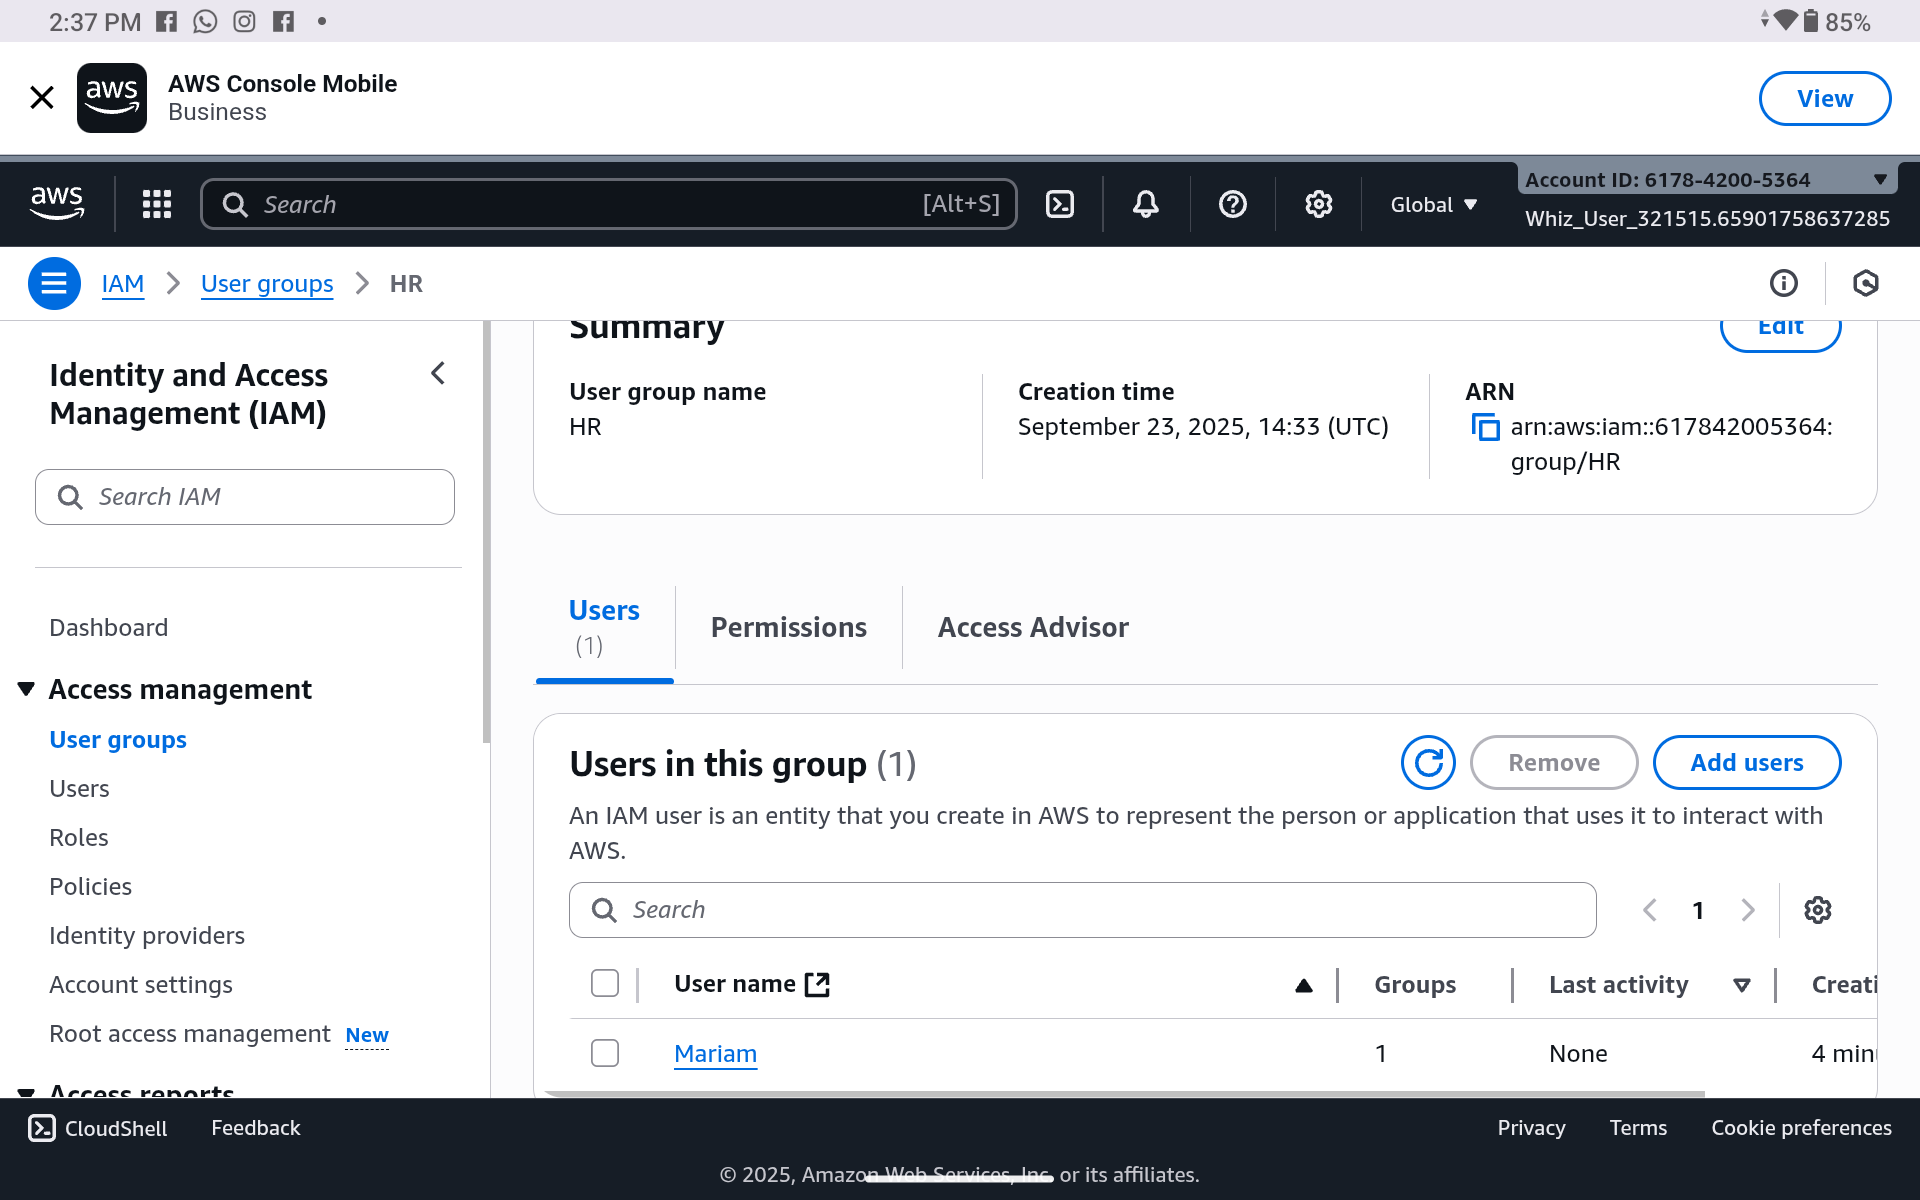 2:37 PM
85%
aws
AWS Console Mobile
Business
View
aws
Search
[Alt+S]
Global
Account ID: 6178-4200-5364
Whiz_User_321515.65901758637285
IAM
User groups
HR
Identity and Access
Management (IAM)
Search IAM
Dashboard
Access management
User groups
Users
Roles
Policies
Identity providers
Account settings
Root access management New
Access reports
Summary
Edit
User group name
HR
Creation time
September 23, 2025, 14:33 (UTC)
ARN
arn:aws:iam::617842005364:
group/HR
Users
(1)
Permissions
Access Advisor
Users in this group (1)
Remove
Add users
An IAM user is an entity that you create in AWS to represent the person or application that uses it to interact with
AWS.
Search
1
User name
Groups
Last activity
Creati
Mariam
1
None
4 min
CloudShell
Feedback
Privacy
Terms
Cookie preferences
© 2025, Amazon Web Services, Inc. or its affiliates.